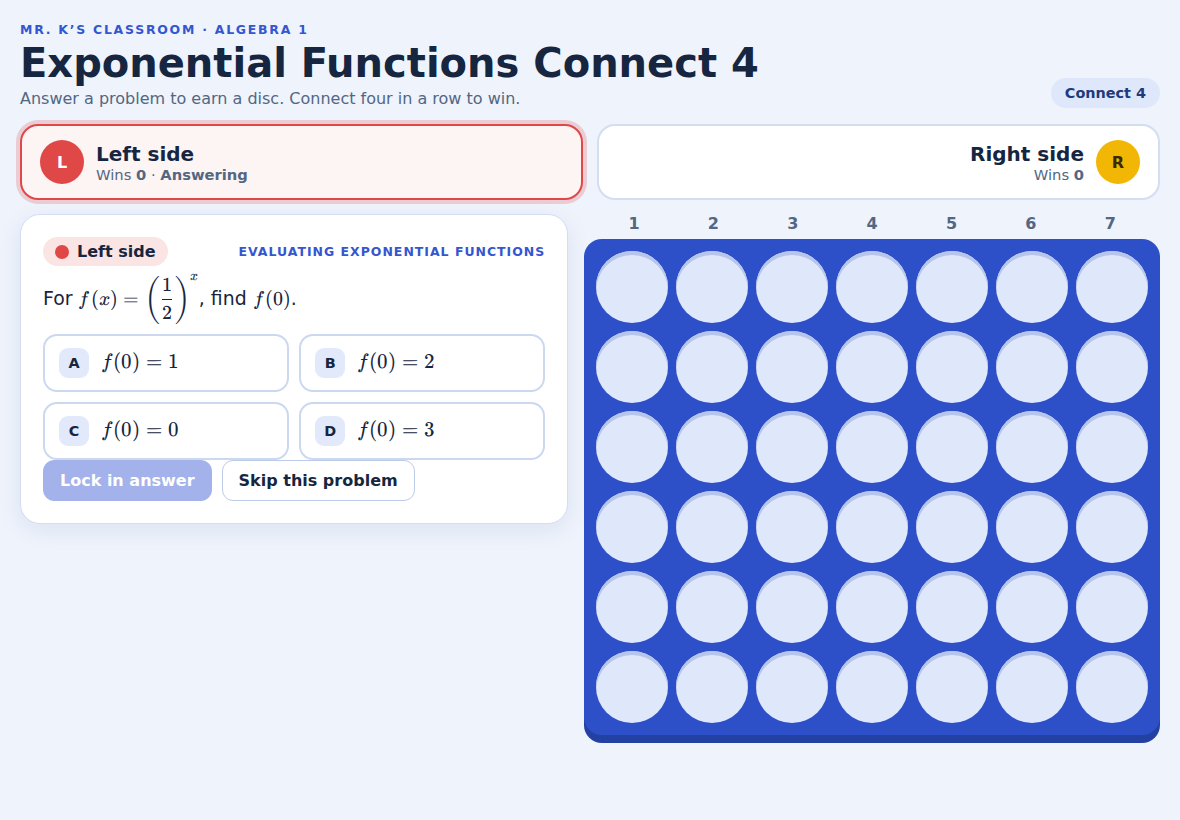 MR. K'S CLASSROOM · ALGEBRA 1
Exponential Functions Connect 4
Answer a problem to earn a disc. Connect four in a row to win.
Connect 4
L
Left side
Wins 0 · Answering
Right side
Wins 0
R
Left side
EVALUATING EXPONENTIAL FUNCTIONS
For f(x) = (1/2)^x, find f(0).
A f(0) = 1
B f(0) = 2
C f(0) = 0
D f(0) = 3
Lock in answer
Skip this problem
1 2 3 4 5 6 7